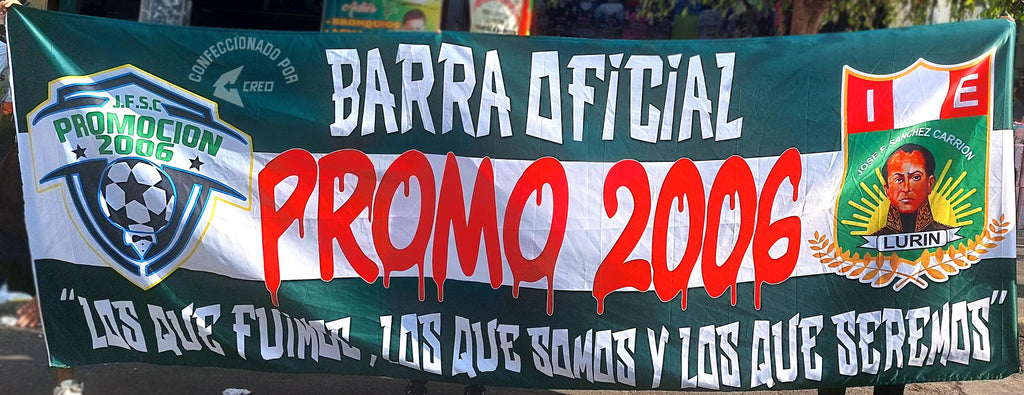 BRONQUIOS
CONFECCIONADO POR
CREO
J.F.S.C
PROMOCION
2006
BARRA OFICIAL
PROMO 2006
"LOS QUE FUIMOS, LOS QUE SOMOS Y LOS QUE SEREMOS"
I E
JOSE F. SANCHEZ CARRION
LURIN